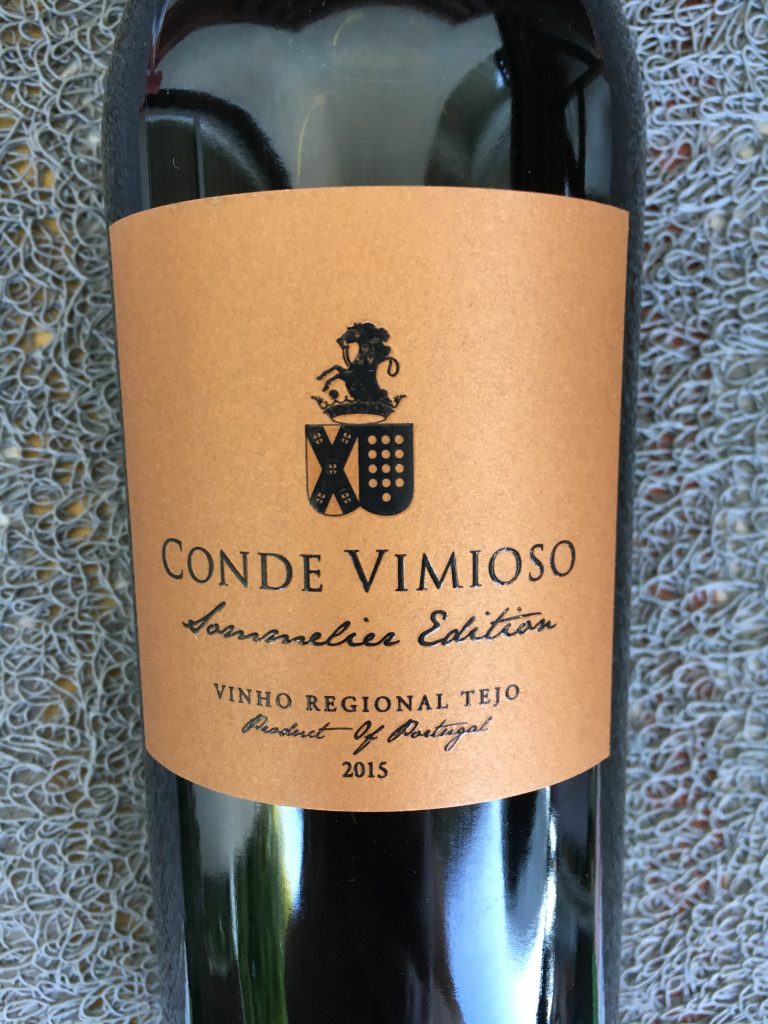 CONDE VIMIOSO
Sommelier Edition
VINHO REGIONAL TEJO
Product Of Portugal
2015